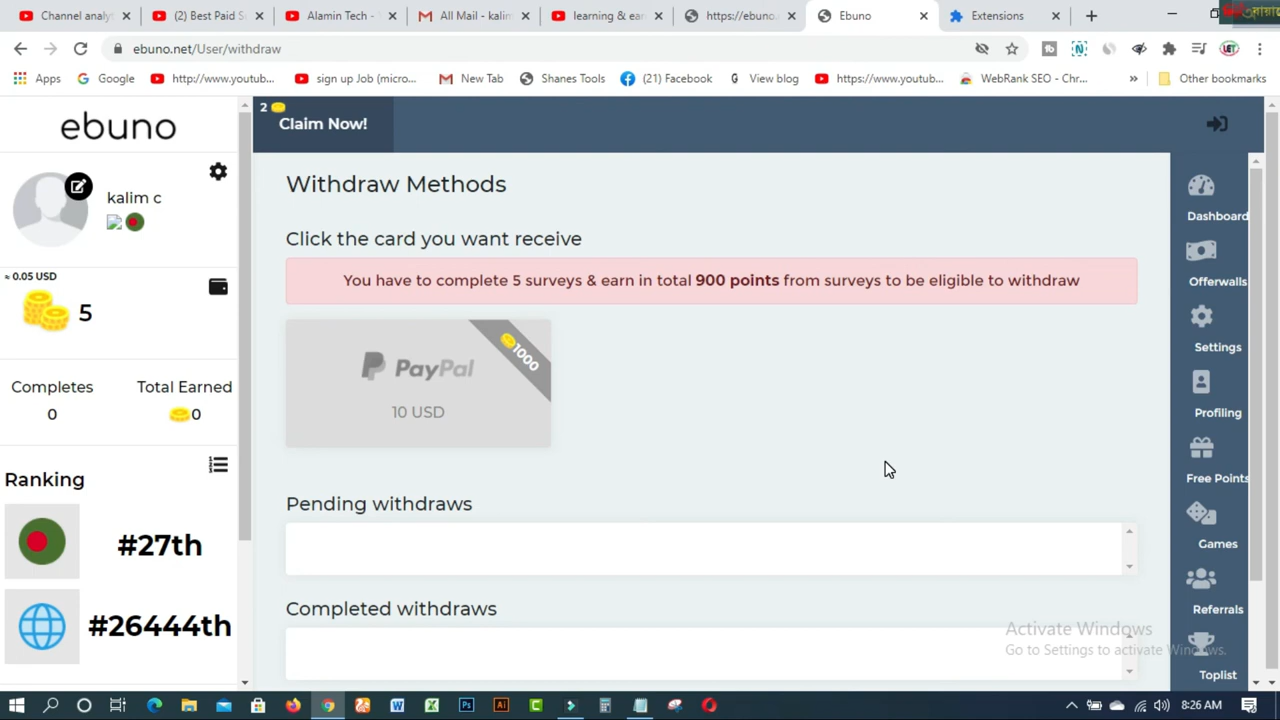 Channel analyt
(2) Best Paid S
Alamin Tech -
All Mail - kalim
learning & ear
https://ebuno.
Ebuno
Extensions
ebuno.net/User/withdraw
Apps
Google
http://www.youtub...
sign up Job (micro...
New Tab
Shanes Tools
(21) Facebook
View blog
https://www.youtub...
WebRank SEO - Chr...
Other bookmarks
ebuno
kalim c
≈ 0.05 USD
5
Completes
Total Earned
0
0
Ranking
#27th
#26444th
2
Claim Now!
Withdraw Methods
Click the card you want receive
You have to complete 5 surveys & earn in total 900 points from surveys to be eligible to withdraw
1000
PayPal
10 USD
Pending withdraws
Completed withdraws
Dashboard
Offerwalls
Settings
Profiling
Free Points
Games
Referrals
Toplist
Activate Windows
Go to Settings to activate Windows.
8:26 AM